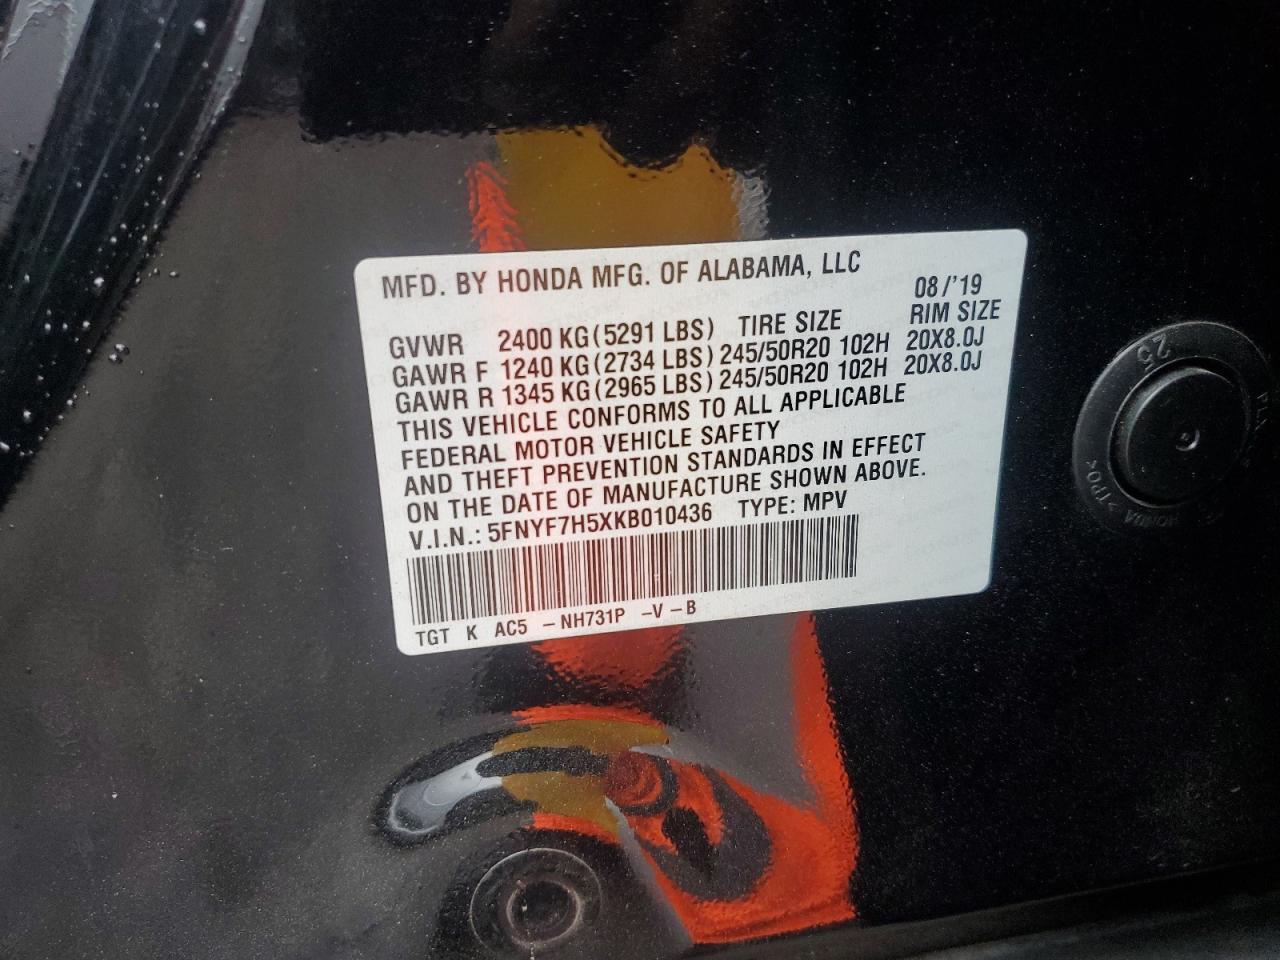 MFD. BY HONDA MFG. OF ALABAMA, LLC
08/'19
GVWR 2400 KG (5291 LBS) TIRE SIZE RIM SIZE
GAWR F 1240 KG (2734 LBS) 245/50R20 102H 20X8.0J
GAWR R 1345 KG (2965 LBS) 245/50R20 102H 20X8.0J
THIS VEHICLE CONFORMS TO ALL APPLICABLE
FEDERAL MOTOR VEHICLE SAFETY
AND THEFT PREVENTION STANDARDS IN EFFECT
ON THE DATE OF MANUFACTURE SHOWN ABOVE.
V.I.N.: 5FNYF7H5XKB010436 TYPE: MPV
TGT K AC5 -NH731P -V -B
25
HONDA
>TPO<